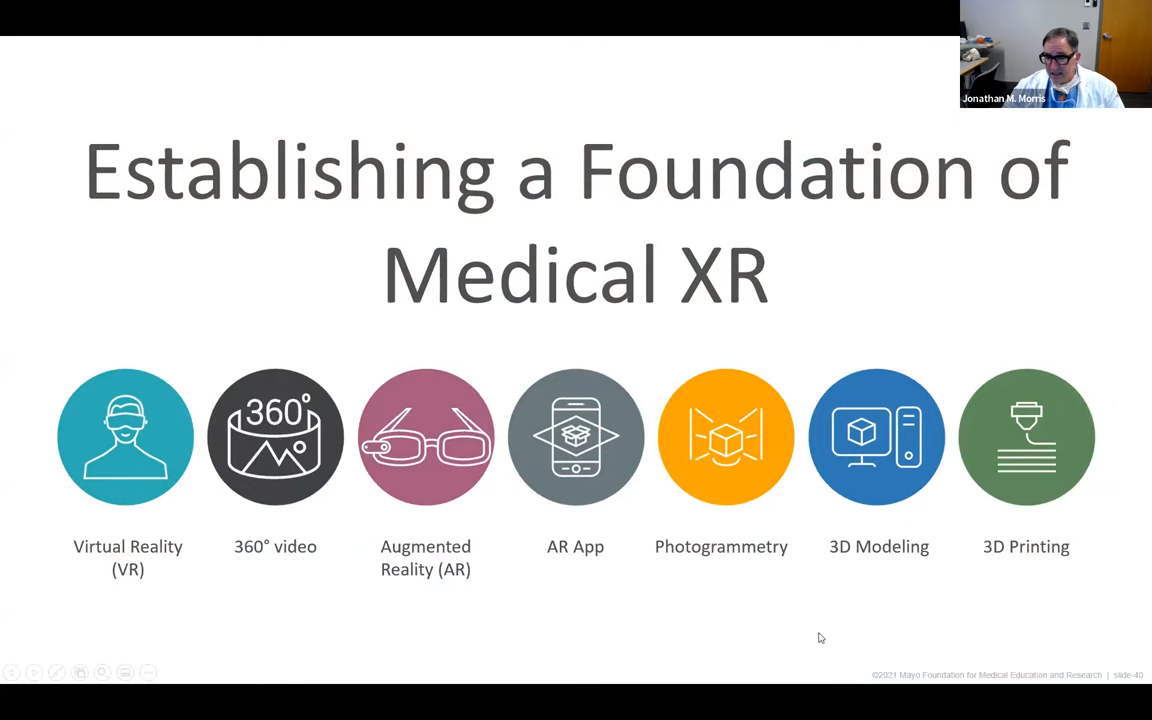 Jonathan M. Morris
Establishing a Foundation of
Medical XR
360°
Virtual Reality
(VR)
360° video
Augmented
Reality (AR)
AR App
Photogrammetry
3D Modeling
3D Printing
©2021 Mayo Foundation for Medical Education and Research | slide-40